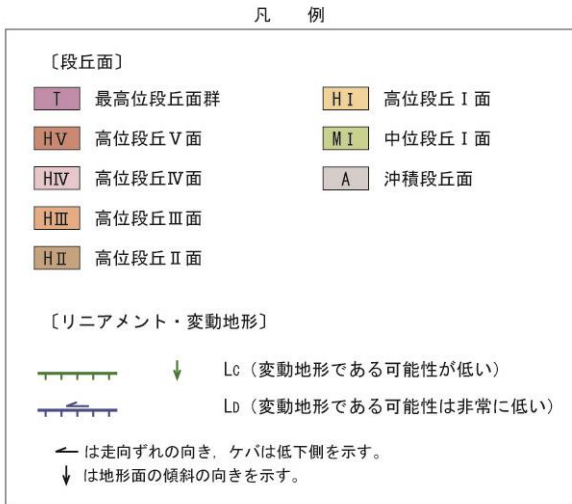 凡 例
〔段丘面〕
T 最高位段丘面群
HⅤ 高位段丘Ⅴ面
HⅣ 高位段丘Ⅳ面
HⅢ 高位段丘Ⅲ面
HⅡ 高位段丘Ⅱ面
HⅠ 高位段丘Ⅰ面
MⅠ 中位段丘Ⅰ面
A 沖積段丘面
〔リニアメント・変動地形〕
LC（変動地形である可能性が低い）
LD（変動地形である可能性は非常に低い）
は走向ずれの向き，ケバは低下側を示す。
↓は地形面の傾斜の向きを示す。